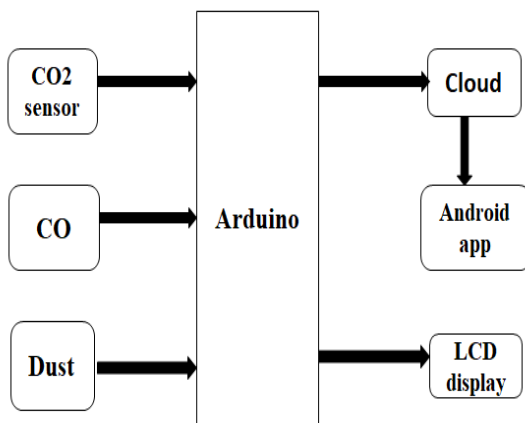 CO2
sensor
CO
Dust
Arduino
Cloud
Android
app
LCD
display